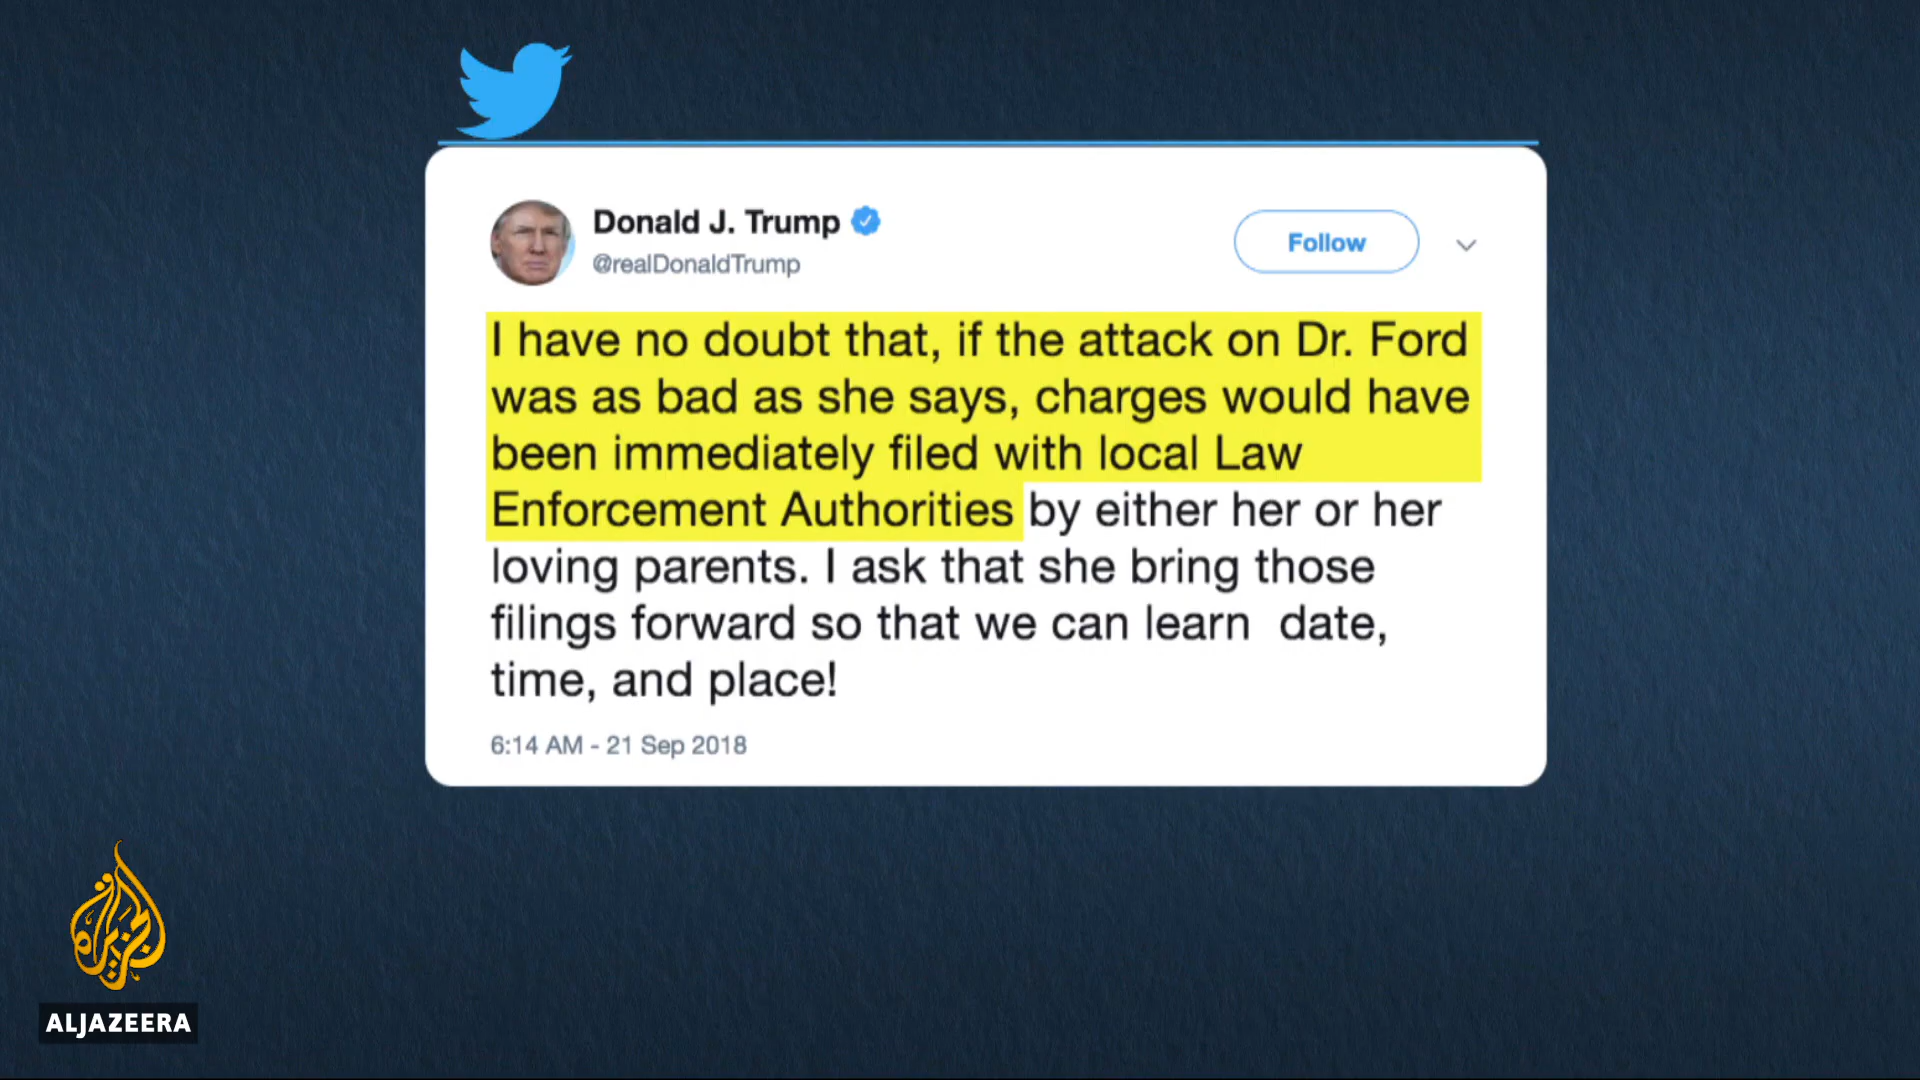 Donald J. Trump
@realDonaldTrump
Follow
I have no doubt that, if the attack on Dr. Ford
was as bad as she says, charges would have
been immediately filed with local Law
Enforcement Authorities by either her or her
loving parents. I ask that she bring those
filings forward so that we can learn  date,
time, and place!
6:14 AM - 21 Sep 2018
الجزيرة
ALJAZEERA